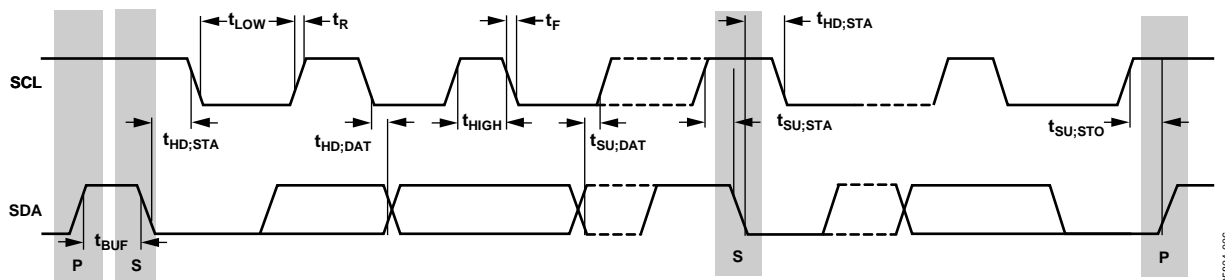 tLOW
tR
tF
tHD;STA
SCL
tHD;STA
tHD;DAT
tHIGH
tSU;DAT
tSU;STA
tSU;STO
SDA
tBUF
P
S
S
P